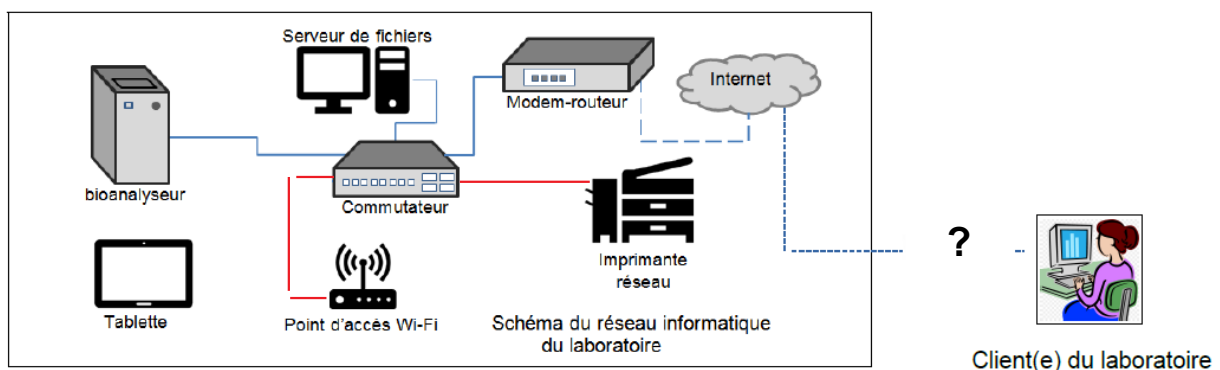 Serveur de fichiers
Internet
Modem-routeur
bioanalyseur
Commutateur
?
Imprimante
réseau
Tablette
Point d'accès Wi-Fi
Schéma du réseau informatique
du laboratoire
Client(e) du laboratoire